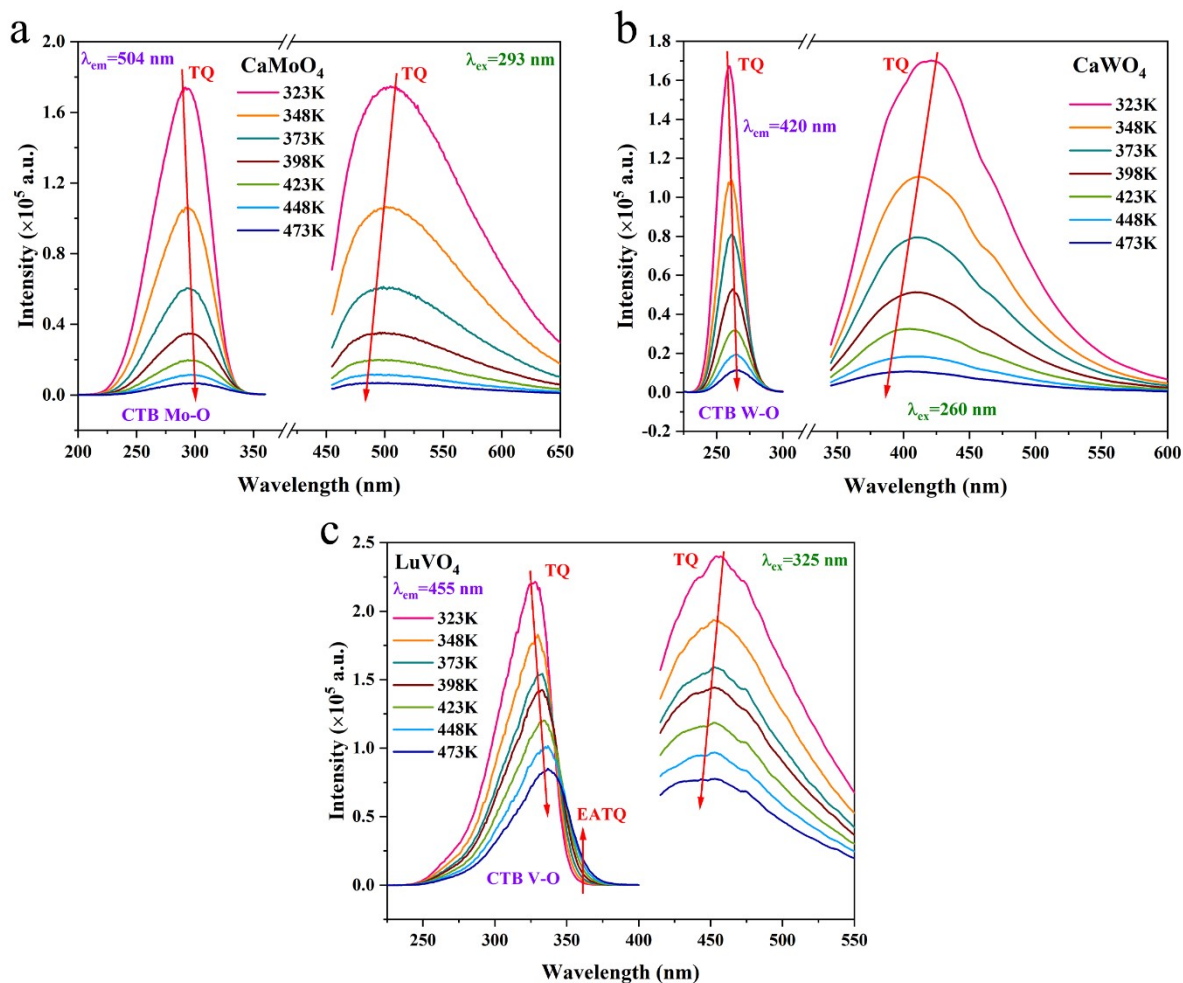 a
λem=504 nm
TQ
CaMoO4
TQ
λex=293 nm
323K
348K
373K
398K
423K
448K
473K
CTB Mo-O
2.0
1.6
1.2
0.8
0.4
0.0
Intensity (×10⁵ a.u.)
200 250 300 350 450 500 550 600 650
Wavelength (nm)
b
TQ
λem=420 nm
TQ
CaWO4
323K
348K
373K
398K
423K
448K
473K
CTB W-O
λex=260 nm
1.8
1.6
1.4
1.2
1.0
0.8
0.6
0.4
0.2
0.0
-0.2
Intensity (×10⁵ a.u.)
250 300 350 400 450 500 550 600
Wavelength (nm)
c
LuVO4
λem=455 nm
TQ
TQ
λex=325 nm
323K
348K
373K
398K
423K
448K
473K
EATQ
CTB V-O
2.5
2.0
1.5
1.0
0.5
0.0
Intensity (×10⁵ a.u.)
250 300 350 400 450 500 550
Wavelength (nm)